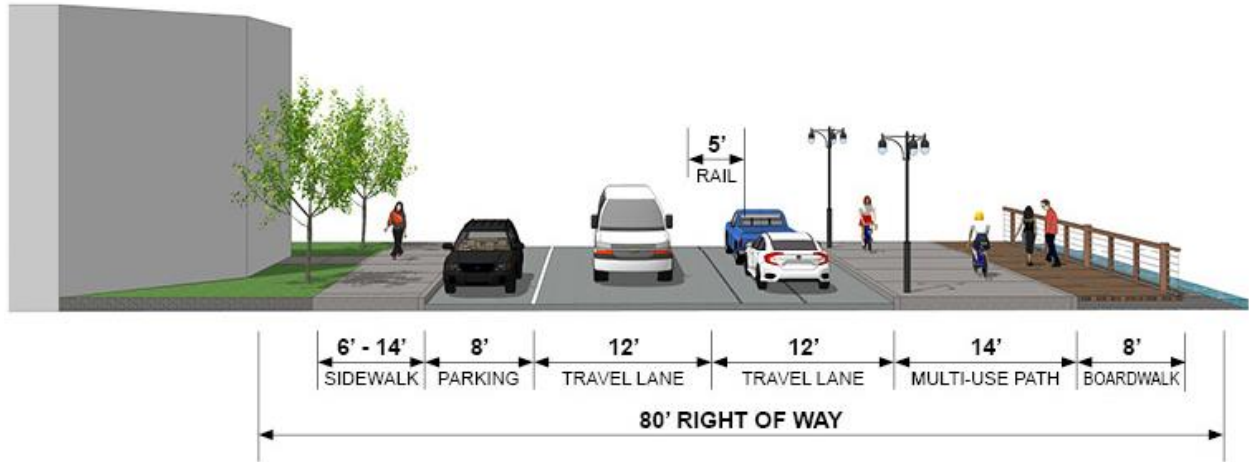 5’
RAIL
6’ - 14’ 8’ 12’ 12’ 14’ 8’
SIDEWALK PARKING TRAVEL LANE TRAVEL LANE MULTI-USE PATH BOARDWALK
80’ RIGHT OF WAY